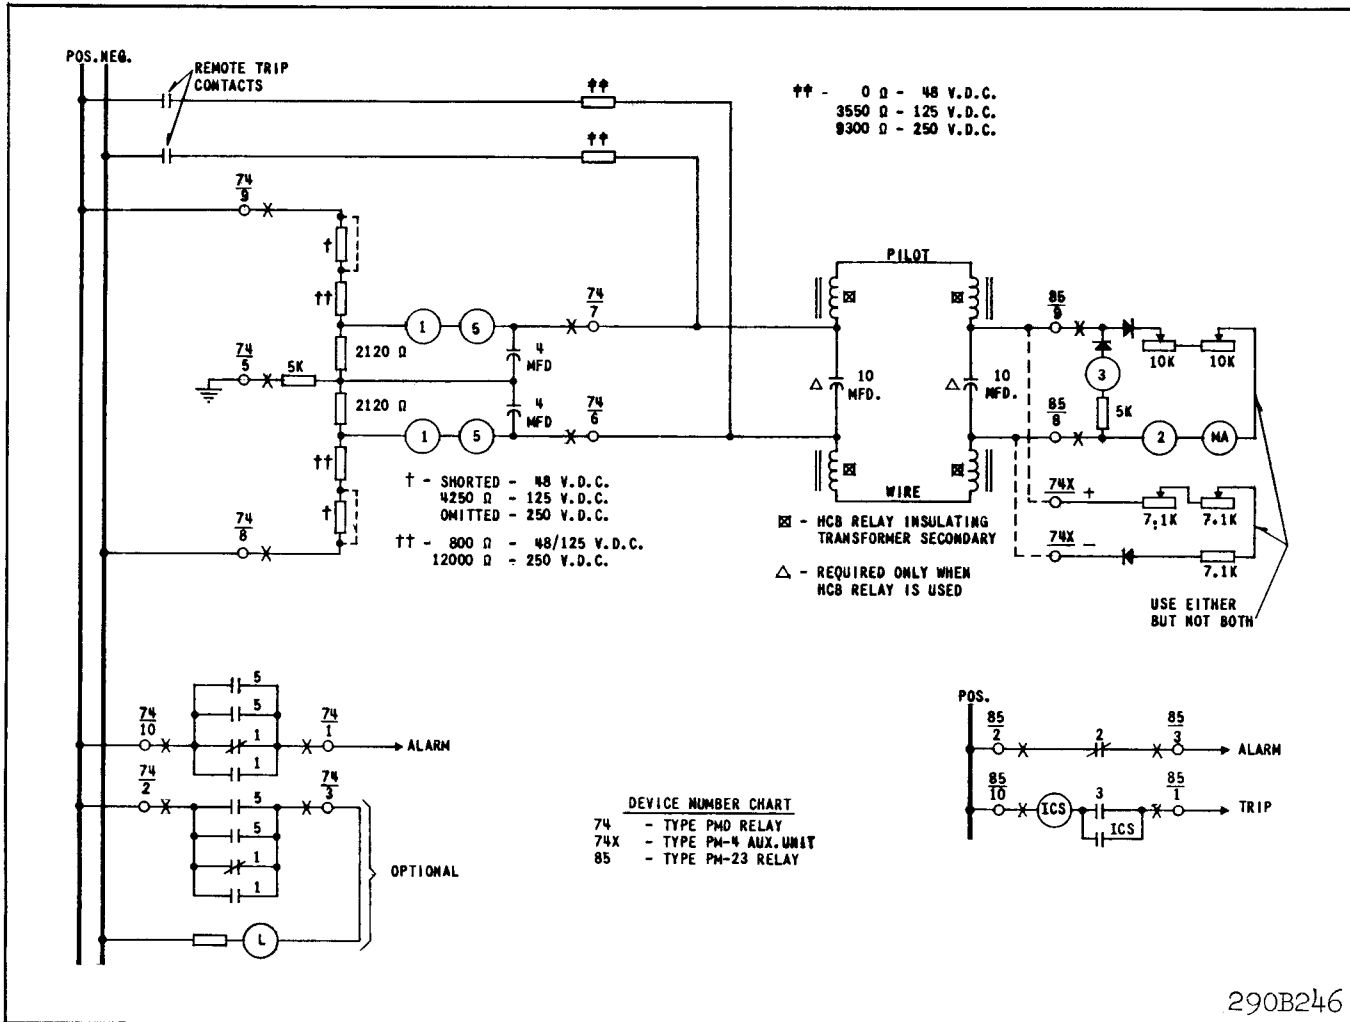 POS. NEG.
REMOTE TRIP
CONTACTS
‡‡
‡‡
‡‡ - 0 Ω - 48 V.D.C.
3550 Ω - 125 V.D.C.
9300 Ω - 250 V.D.C.
74
9
†
††
74
5
5K
2120 Ω
2120 Ω
1
5
4
MFD
74
7
1
5
4
MFD
74
6
††
†
74
8
† - SHORTED - 48 V.D.C.
4250 Ω - 125 V.D.C.
OMITTED - 250 V.D.C.
†† - 800 Ω - 48/125 V.D.C.
12000 Ω - 250 V.D.C.
PILOT
△ 10
MFD.
△ 10
MFD.
WIRE
⊠ - HCB RELAY INSULATING
TRANSFORMER SECONDARY
△ - REQUIRED ONLY WHEN
HCB RELAY IS USED
85
9
10K
10K
3
5K
85
8
2
MA
74X +
7.1K
7.1K
74X -
7.1K
USE EITHER
BUT NOT BOTH
5
5
1
1
74
10
74
1
ALARM
74
2
74
3
5
5
1
1
L
OPTIONAL
DEVICE NUMBER CHART
74 - TYPE PMD RELAY
74X - TYPE PM-4 AUX. UNIT
85 - TYPE PM-23 RELAY
POS.
85
2
2
85
3
ALARM
85
10
ICS
3
ICS
85
1
TRIP
290B246